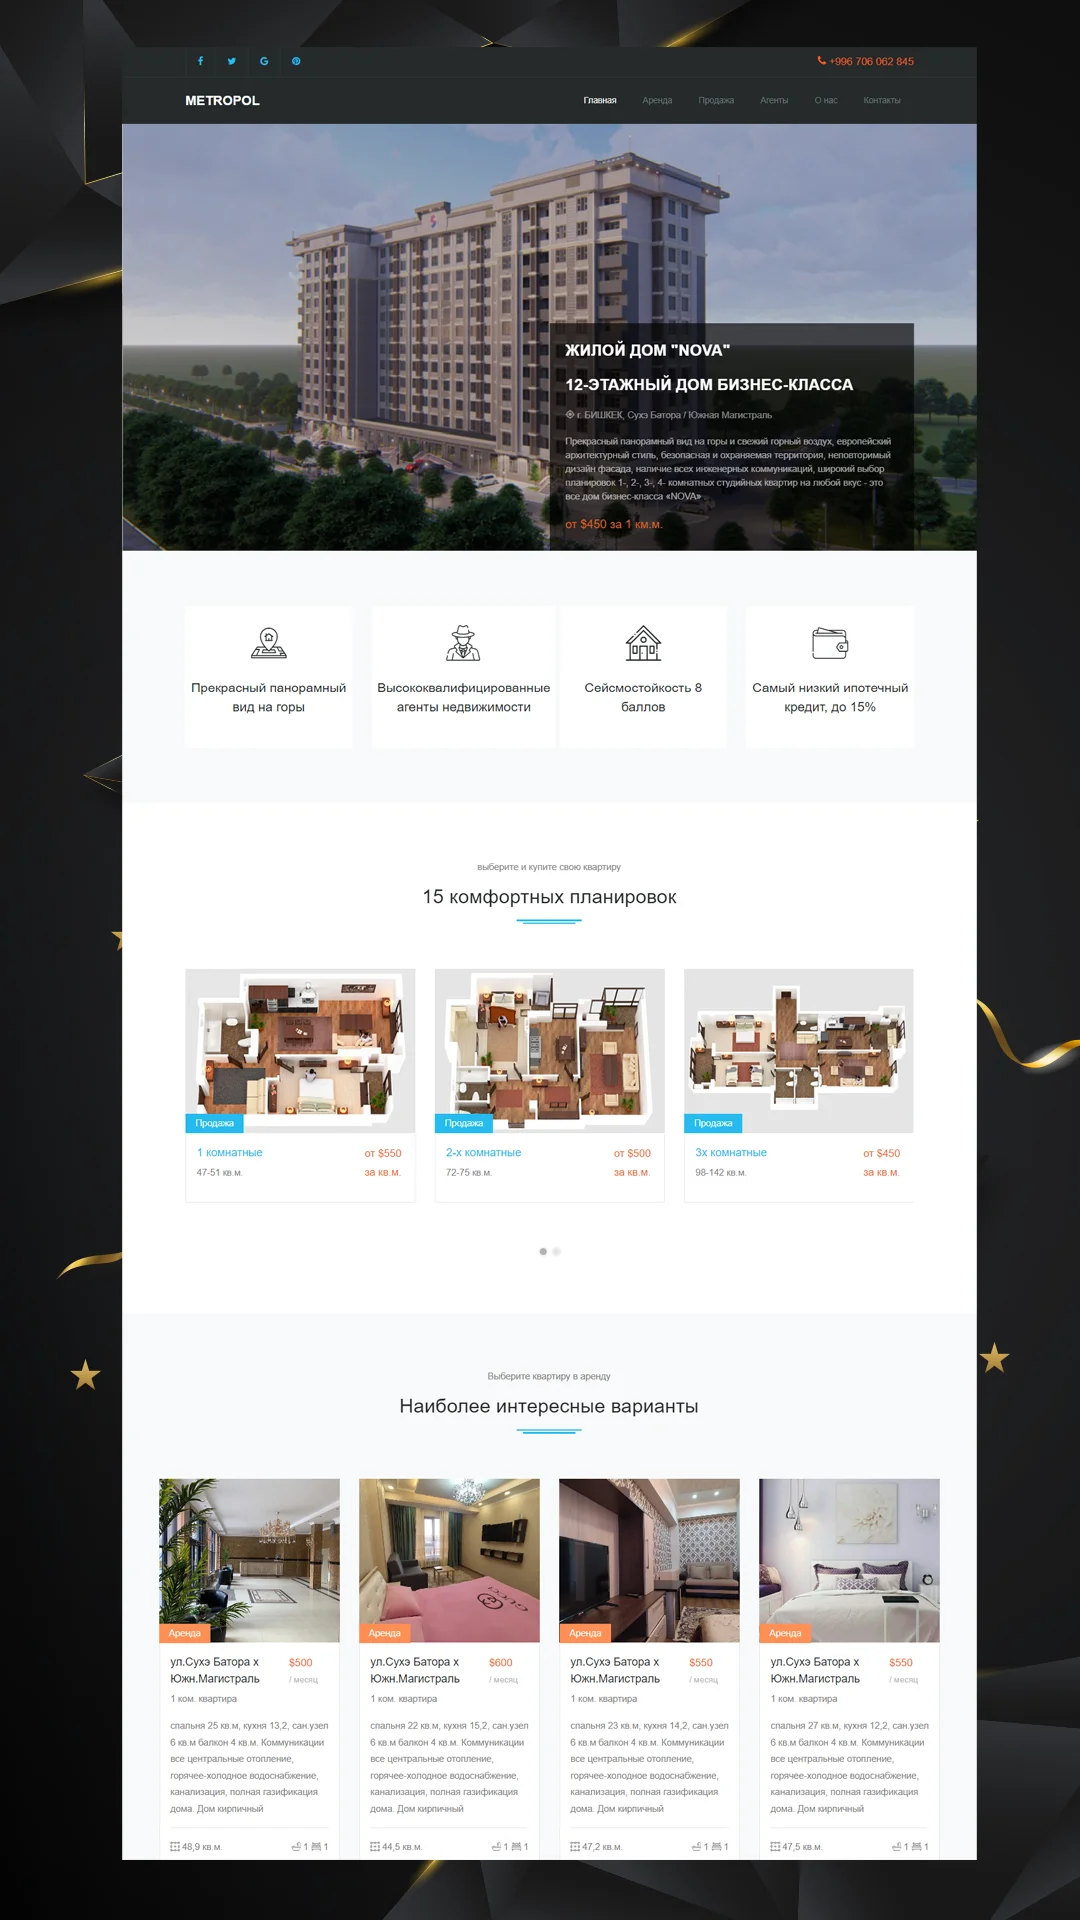 +996 706 062 845
METROPOL
Главная Аренда Продажа Агенты О нас Контакты
ЖИЛОЙ ДОМ "NOVA"
12-ЭТАЖНЫЙ ДОМ БИЗНЕС-КЛАССА
г. БИШКЕК, Сухэ Батора / Южная Магистраль
Прекрасный панорамный вид на горы и свежий горный воздух, европейский
архитектурный стиль, безопасная и охраняемая территория, неповторимый
дизайн фасада, наличие всех инженерных коммуникаций, широкий выбор
планировок 1-, 2-, 3-, 4- комнатных студийных квартир на любой вкус - это
все дом бизнес-класса «NOVA»
от $450 за 1 км.м.
Прекрасный панорамный
вид на горы
Высококвалифицированные
агенты недвижимости
Сейсмостойкость 8
баллов
Самый низкий ипотечный
кредит, до 15%
выберите и купите свою квартиру
15 комфортных планировок
Продажа
1 комнатные от $550
47-51 кв.м. за кв.м.
Продажа
2-х комнатные от $500
72-75 кв.м. за кв.м.
Продажа
3х комнатные от $450
98-142 кв.м. за кв.м.
Выберите квартиру в аренду
Наиболее интересные варианты
Аренда
ул.Сухэ Батора х $500
Южн.Магистраль / месяц
1 ком. квартира
спальня 25 кв.м, кухня 13,2, сан.узел
6 кв.м балкон 4 кв.м. Коммуникации
все центральные отопление,
горячее-холодное водоснабжение,
канализация, полная газификация
дома. Дом кирпичный
48,9 кв.м. 1 1
Аренда
ул.Сухэ Батора х $600
Южн.Магистраль / месяц
1 ком. квартира
спальня 22 кв.м, кухня 15,2, сан.узел
6 кв.м балкон 4 кв.м. Коммуникации
все центральные отопление,
горячее-холодное водоснабжение,
канализация, полная газификация
дома. Дом кирпичный
44,5 кв.м. 1 1
Аренда
ул.Сухэ Батора х $550
Южн.Магистраль / месяц
1 ком. квартира
спальня 23 кв.м, кухня 14,2, сан.узел
6 кв.м балкон 4 кв.м. Коммуникации
все центральные отопление,
горячее-холодное водоснабжение,
канализация, полная газификация
дома. Дом кирпичный
47,2 кв.м. 1 1
Аренда
ул.Сухэ Батора х $550
Южн.Магистраль / месяц
1 ком. квартира
спальня 27 кв.м, кухня 12,2, сан.узел
6 кв.м балкон 4 кв.м. Коммуникации
все центральные отопление,
горячее-холодное водоснабжение,
канализация, полная газификация
дома. Дом кирпичный
47,5 кв.м. 1 1